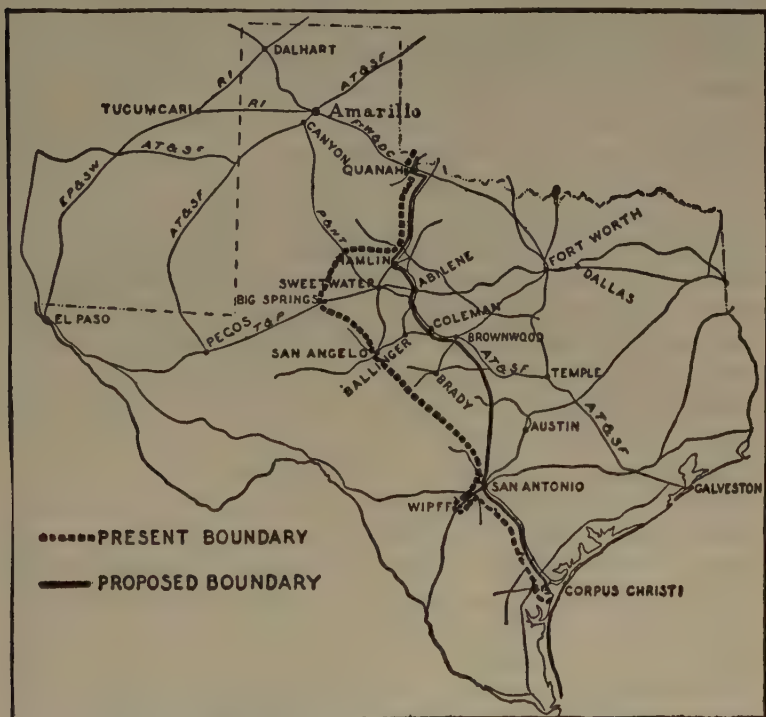 DALHART
RI
AT&SF
TUCUMCARI
RI
Amarillo
CANYON
FTW&DC
QUANAH
AT&SF
EP&SW
AT&SF
P&NT
HAMLIN
ABILENE
FORT WORTH
DALLAS
SWEETWATER
BIG SPRINGS
EL PASO
PECOS
T&P
COLEMAN
BROWNWOOD
SAN ANGELO
BALLINGER
AT&SF
TEMPLE
BRADY
AT&SF
AUSTIN
SAN ANTONIO
GALVESTON
WIPFF
PRESENT BOUNDARY
PROPOSED BOUNDARY
CORPUS CHRISTI